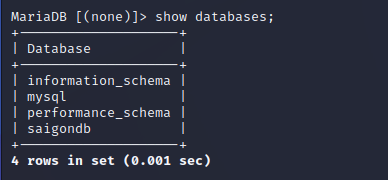 MariaDB [(none)]> show databases;
+--------------------+
| Database           |
+--------------------+
| information_schema |
| mysql              |
| performance_schema |
| saigondb           |
+--------------------+
4 rows in set (0.001 sec)